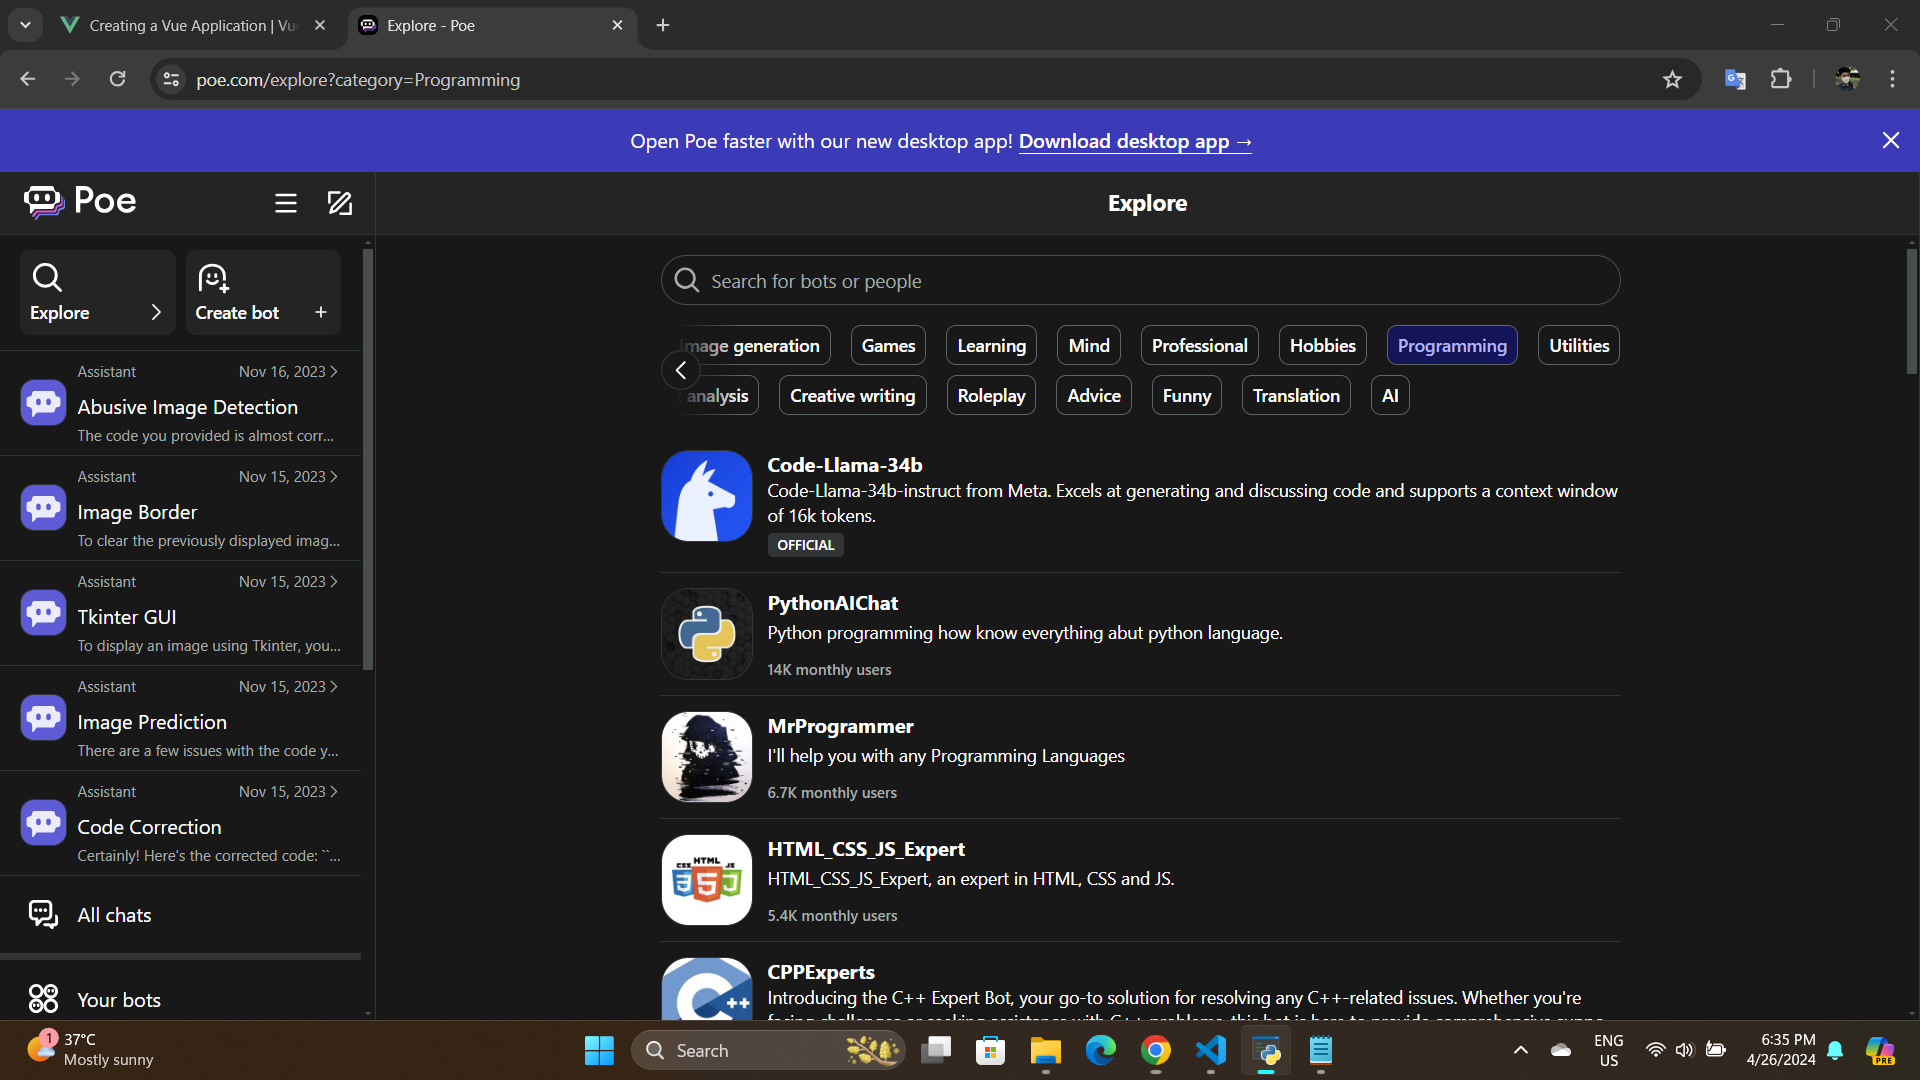 Creating a Vue Application | Vu
Explore - Poe
poe.com/explore?category=Programming
Open Poe faster with our new desktop app! Download desktop app →
Poe
Explore
Explore
Create bot +
Search for bots or people
Image generation
Games
Learning
Mind
Professional
Hobbies
Programming
Utilities
analysis
Creative writing
Roleplay
Advice
Funny
Translation
AI
Assistant Nov 16, 2023
Abusive Image Detection
The code you provided is almost corr...
Assistant Nov 15, 2023
Image Border
To clear the previously displayed imag...
Assistant Nov 15, 2023
Tkinter GUI
To display an image using Tkinter, you...
Assistant Nov 15, 2023
Image Prediction
There are a few issues with the code y...
Assistant Nov 15, 2023
Code Correction
Certainly! Here's the corrected code: ``...
All chats
Your bots
Code-Llama-34b
Code-Llama-34b-instruct from Meta. Excels at generating and discussing code and supports a context window
of 16k tokens.
OFFICIAL
PythonAIChat
Python programming how know everything abut python language.
14K monthly users
MrProgrammer
I'll help you with any Programming Languages
6.7K monthly users
CSS HTML JS
HTML_CSS_JS_Expert
HTML_CSS_JS_Expert, an expert in HTML, CSS and JS.
5.4K monthly users
C++
CPPExperts
Introducing the C++ Expert Bot, your go-to solution for resolving any C++-related issues. Whether you're
1
37°C
Mostly sunny
Search
ENG
US
6:35 PM
4/26/2024
PRE